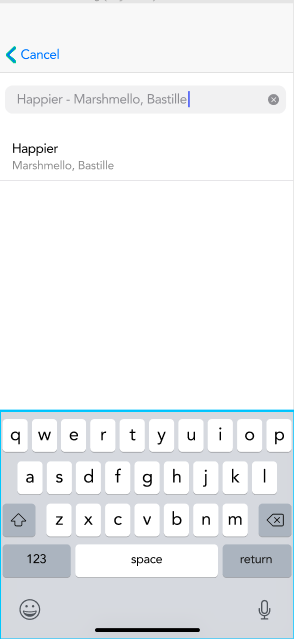 Cancel
Happier - Marshmello, Bastille
Happier
Marshmello, Bastille
q w e r t y u i o p
a s d f g h j k l
z x c v b n m
123 space return